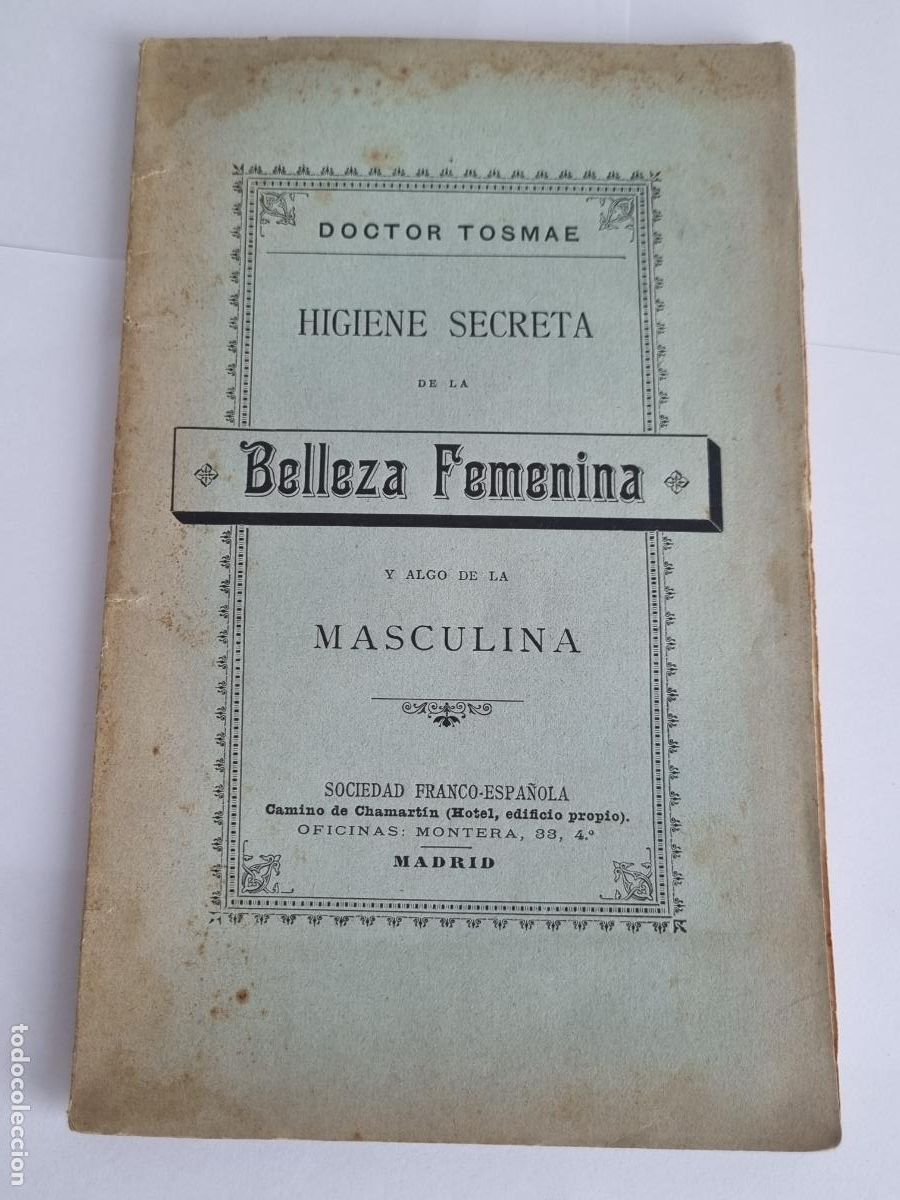 DOCTOR TOSMAE
HIGIENE SECRETA
DE LA
Belleza Femenina
Y ALGO DE LA
MASCULINA
SOCIEDAD FRANCO-ESPAÑOLA
Camino de Chamartín (Hotel, edificio propio).
OFICINAS: MONTERA, 33, 4.º
MADRID
todocoleccion